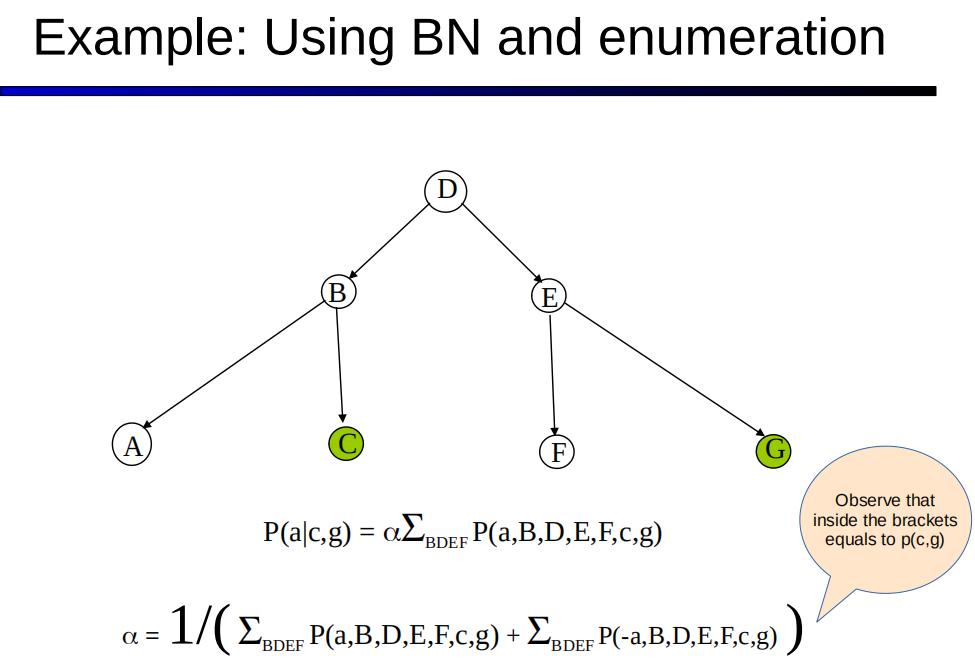 Example: Using BN and enumeration
D
B
E
A
C
F
G
Observe that
inside the brackets
equals to p(c,g)
P(a|c,g) = αΣBDEF P(a,B,D,E,F,c,g)
α = 1/( ΣBDEF P(a,B,D,E,F,c,g) + ΣBDEF P(-a,B,D,E,F,c,g) )